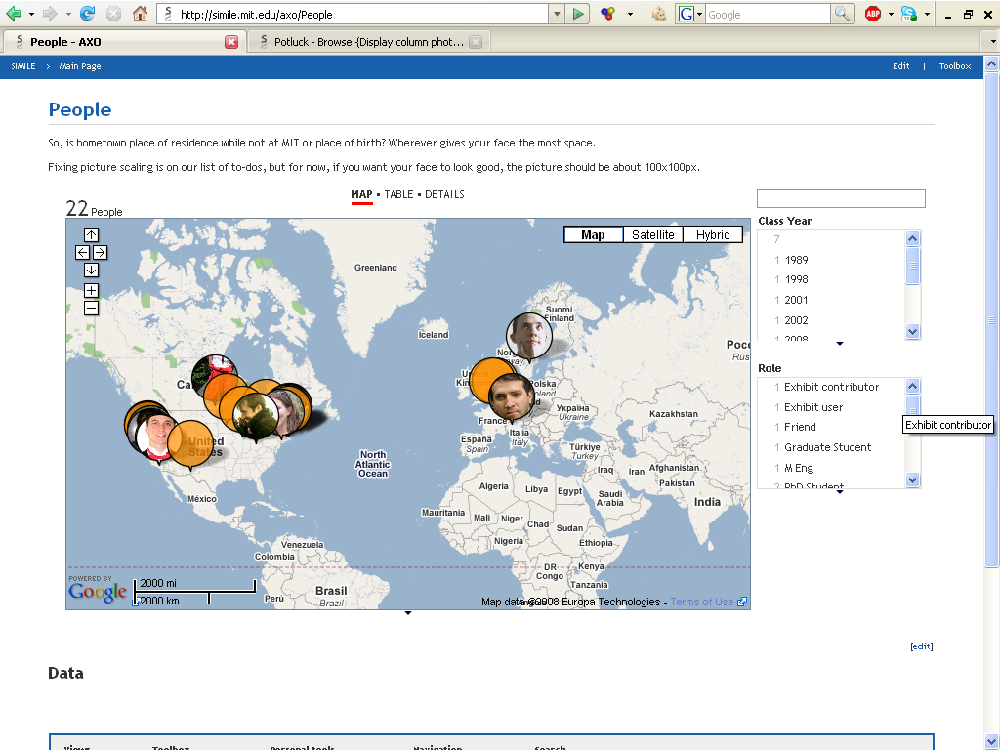 http://simile.mit.edu/axo/People
Google
ABP
People - AXO
Potluck - Browse {Display column phot...
SIMILE > Main Page
Edit | Toolbox
People
So, is hometown place of residence while not at MIT or place of birth? Wherever gives your face the most space.
Fixing picture scaling is on our list of to-dos, but for now, if you want your face to look good, the picture should be about 100x100px.
22 People
MAP • TABLE • DETAILS
Map
Satellite
Hybrid
Greenland
Iceland
Suomi
Finland
Polska
Україна
Ukraine
Kazakhstan
France
Italia
Italy
España
Spain
Türkiye
Turkey
United
States
North
Atlantic
Ocean
México
Iraq
Iran
Afghanistan
Pakistan
India
Algeria
Libya
Egypt
Saudi
Arabia
Mauritania
Mali
Niger
Chad
Sudan
Nigeria
Ethiopia
DR
Congo
Kenya
Tanzania
Venezuela
Colombia
Perú
Brasil
Brazil
POWERED BY
Google
2000 mi
2000 km
Map data ©2008 Europa Technologies - Terms of Use
Class Year
7
1 1989
1 1998
1 2001
1 2002
1 2008
Role
1 Exhibit contributor
1 Exhibit user
1 Friend
1 Graduate Student
1 M Eng
2 PhD Student
Exhibit contributor
[edit]
Data
Views
Toolbox
Personal tools
Navigation
Search